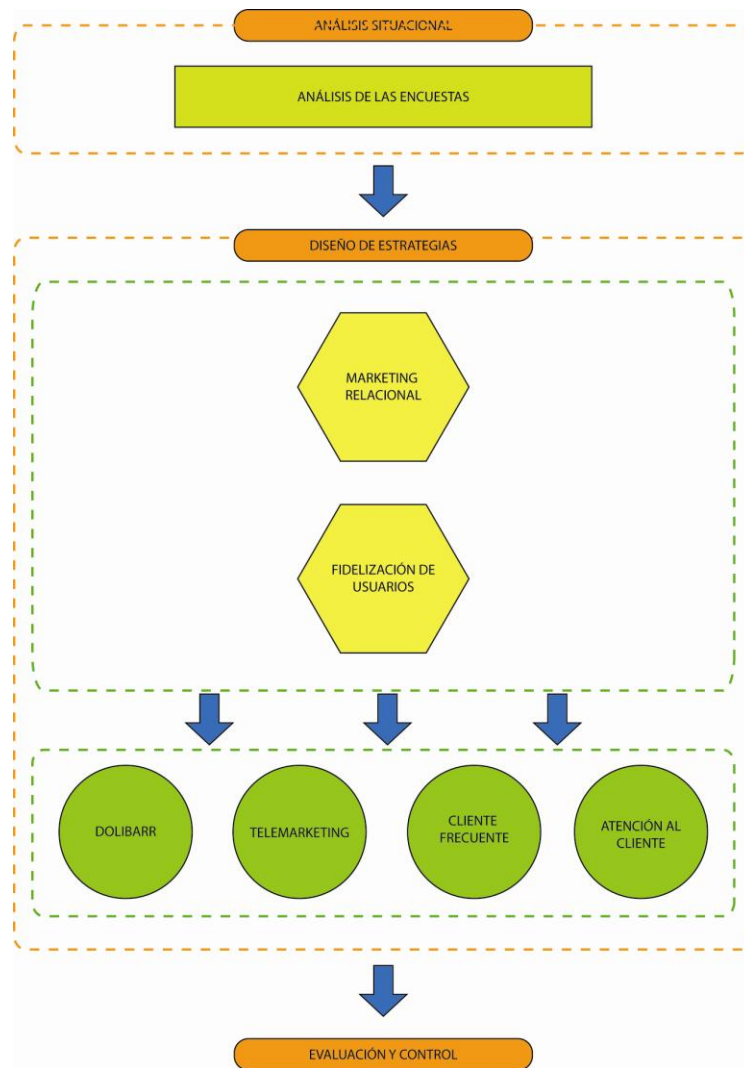 ANÁLISIS SITUACIONAL
ANÁLISIS DE LAS ENCUESTAS
DISEÑO DE ESTRATEGIAS
MARKETING
RELACIONAL
FIDELIZACIÓN DE
USUARIOS
DOLIBARR
TELEMARKETING
CLIENTE
FRECUENTE
ATENCIÓN AL
CLIENTE
EVALUACIÓN Y CONTROL